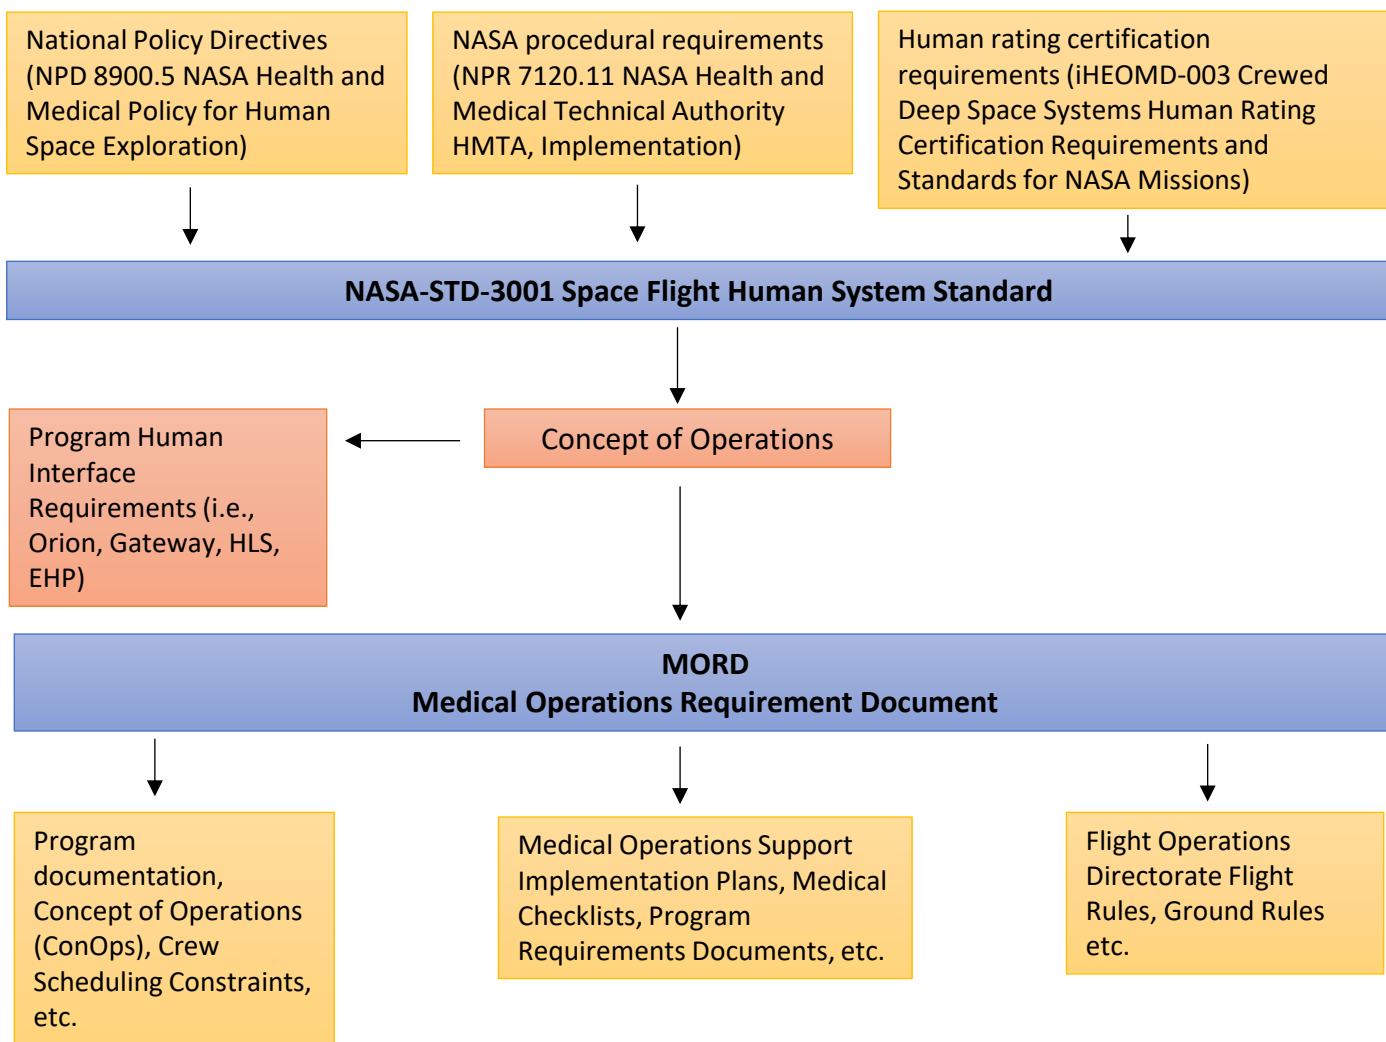 National Policy Directives
(NPD 8900.5 NASA Health and
Medical Policy for Human
Space Exploration)
NASA procedural requirements
(NPR 7120.11 NASA Health and
Medical Technical Authority
HMTA, Implementation)
Human rating certification
requirements (iHEOMD-003 Crewed
Deep Space Systems Human Rating
Certification Requirements and
Standards for NASA Missions)
NASA-STD-3001 Space Flight Human System Standard
Program Human
Interface
Requirements (i.e.,
Orion, Gateway, HLS,
EHP)
Concept of Operations
MORD
Medical Operations Requirement Document
Program
documentation,
Concept of Operations
(ConOps), Crew
Scheduling Constraints,
etc.
Medical Operations Support
Implementation Plans, Medical
Checklists, Program
Requirements Documents, etc.
Flight Operations
Directorate Flight
Rules, Ground Rules
etc.